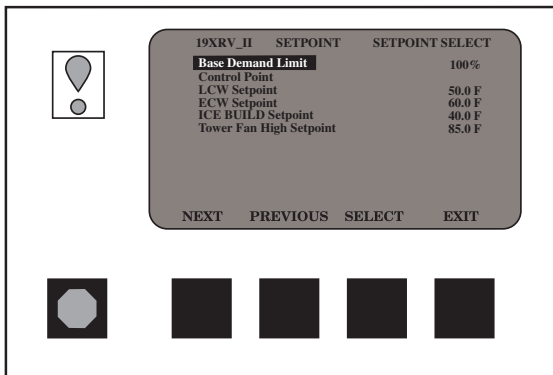 19XRV_II SETPOINT SETPOINT SELECT
Base Demand Limit 100%
Control Point
LCW Setpoint 50.0 F
ECW Setpoint 60.0 F
ICE BUILD Setpoint 40.0 F
Tower Fan High Setpoint 85.0 F
NEXT PREVIOUS SELECT EXIT